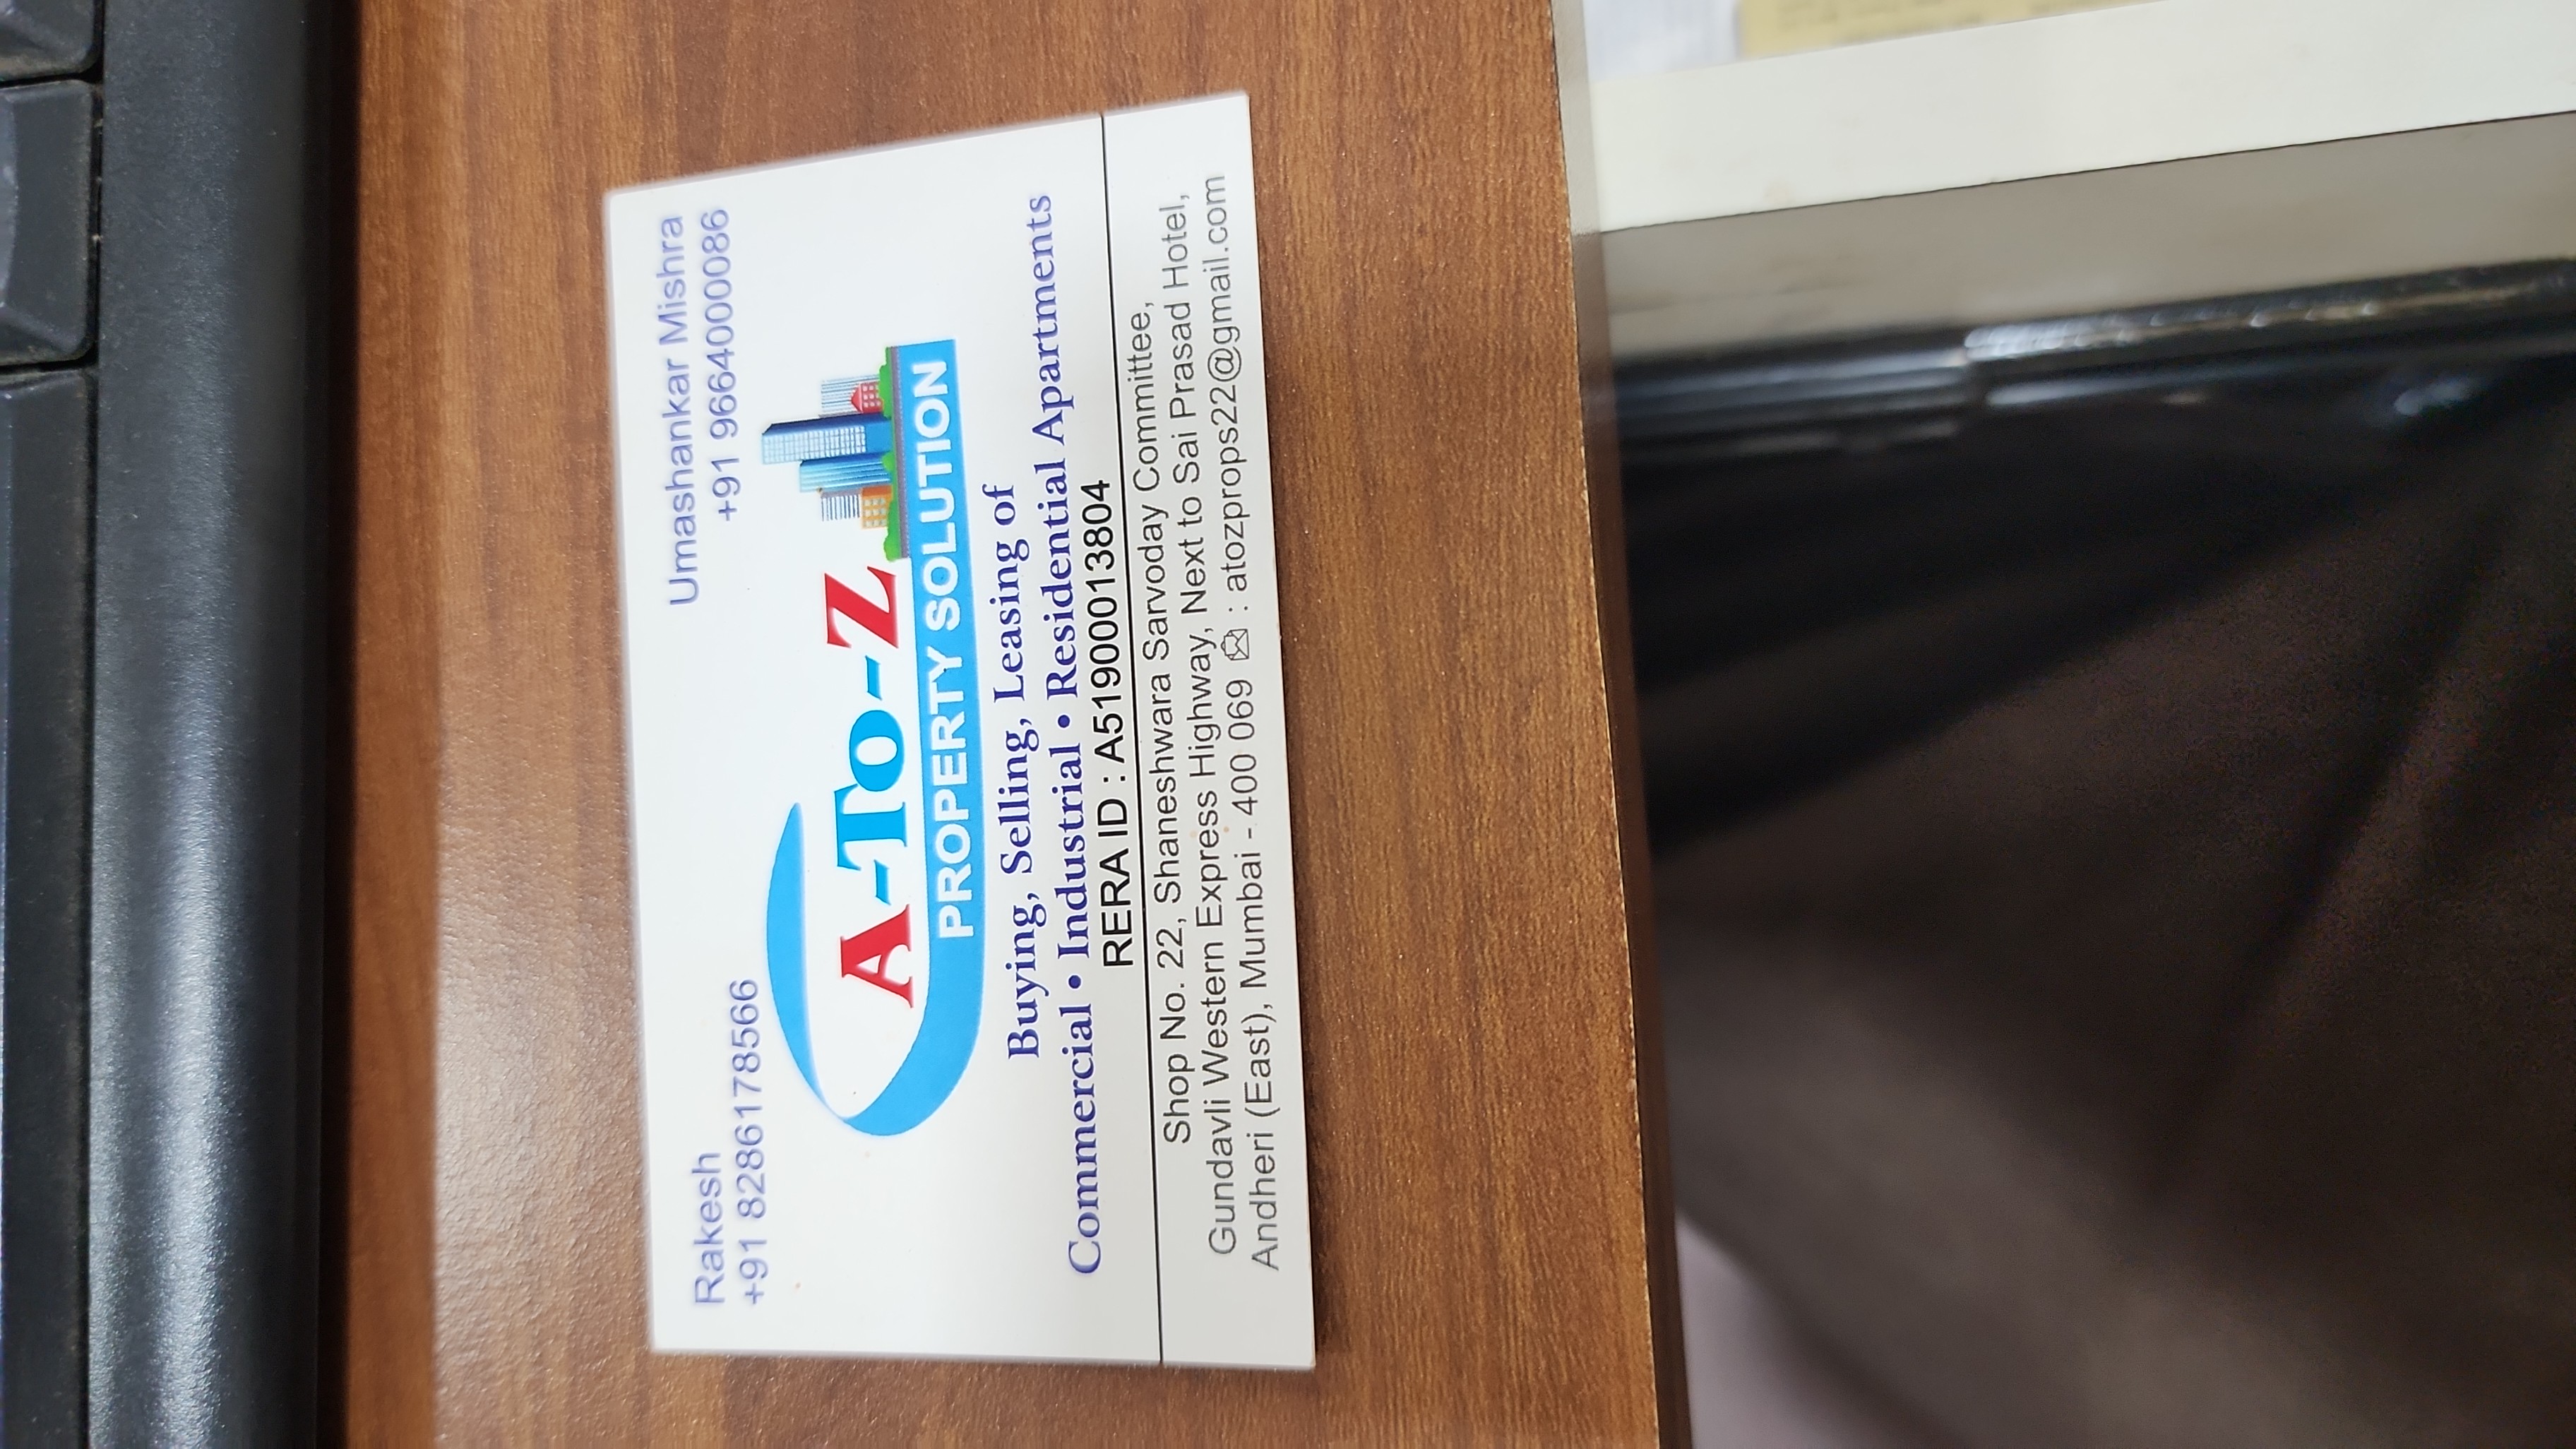 Rakesh
+91 8286178566
Umashankar Mishra
+91 9664000086
A-To-Z
PROPERTY SOLUTION
Buying, Selling, Leasing of
Commercial • Industrial • Residential Apartments
RERA ID : A51900013804
Shop No. 22, Shaneshwara Sarvoday Committee,
Gundavli Western Express Highway, Next to Sai Prasad Hotel,
Andheri (East), Mumbai - 400 069 : atozprops22@gmail.com